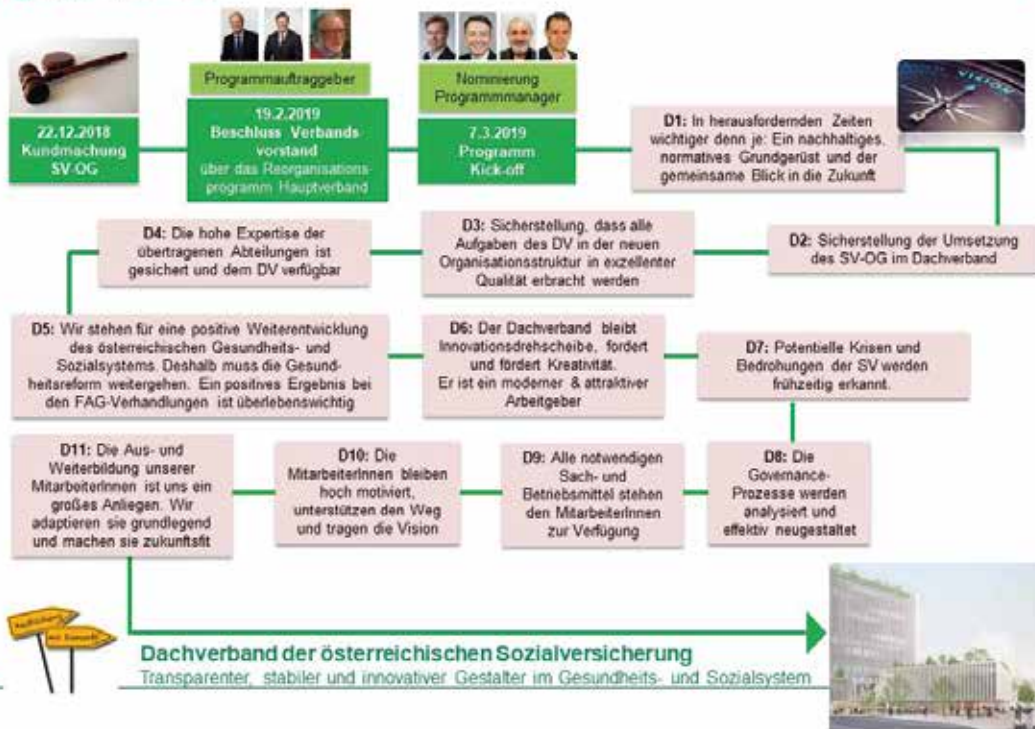 Programmauftraggeber
Nominierung
Programmmanager
22.12.2018
Kundmachung
SV-OG
19.2.2019
Beschluss Verbands-
vorstand
über das Reorganisations-
programm Hauptverband
7.3.2019
Programm
Kick-off
D1: In herausfordernden Zeiten
wichtiger denn je: Ein nachhaltiges,
normatives Grundgerüst und der
gemeinsame Blick in die Zukunft
VISION
D2: Sicherstellung der Umsetzung
des SV-OG im Dachverband
D3: Sicherstellung, dass alle
Aufgaben des DV in der neuen
Organisationsstruktur in exzellenter
Qualität erbracht werden
D4: Die hohe Expertise der
übertragenen Abteilungen ist
gesichert und dem DV verfügbar
D5: Wir stehen für eine positive Weiterentwicklung
des österreichischen Gesundheits- und
Sozialsystems. Deshalb muss die Gesund-
heitsreform weitergehen. Ein positives Ergebnis bei
den FAG-Verhandlungen ist überlebenswichtig
D6: Der Dachverband bleibt
Innovationsdrehscheibe, fordert
und fördert Kreativität.
Er ist ein moderner & attraktiver
Arbeitgeber
D7: Potentielle Krisen und
Bedrohungen der SV werden
frühzeitig erkannt.
D8: Die
Governance-
Prozesse werden
analysiert und
effektiv neugestaltet
D9: Alle notwendigen
Sach- und
Betriebsmittel stehen
den MitarbeiterInnen
zur Verfügung
D10: Die
MitarbeiterInnen bleiben
hoch motiviert,
unterstützen den Weg
und tragen die Vision
D11: Die Aus- und
Weiterbildung unserer
MitarbeiterInnen ist uns ein
großes Anliegen. Wir
adaptieren sie grundlegend
und machen sie zukunftsfit
Dachverband der österreichischen Sozialversicherung
Transparenter, stabiler und innovativer Gestalter im Gesundheits- und Sozialsystem